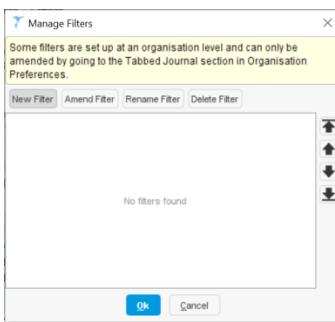 Manage Filters
Some filters are set up at an organisation level and can only be
amended by going to the Tabbed Journal section in Organisation
Preferences.
New Filter Amend Filter Rename Filter Delete Filter
No filters found
Ok Cancel